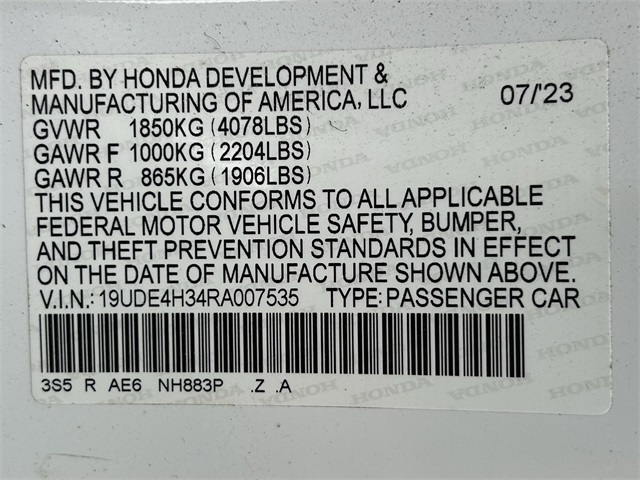 MFD. BY HONDA DEVELOPMENT &
MANUFACTURING OF AMERICA, LLC 07/'23
GVWR 1850KG (4078LBS)
GAWR F 1000KG (2204LBS)
GAWR R 865KG (1906LBS)
THIS VEHICLE CONFORMS TO ALL APPLICABLE
FEDERAL MOTOR VEHICLE SAFETY, BUMPER,
AND THEFT PREVENTION STANDARDS IN EFFECT
ON THE DATE OF MANUFACTURE SHOWN ABOVE.
V.I.N.: 19UDE4H34RA007535 TYPE: PASSENGER CAR
3S5 R AE6 NH883P .Z .A